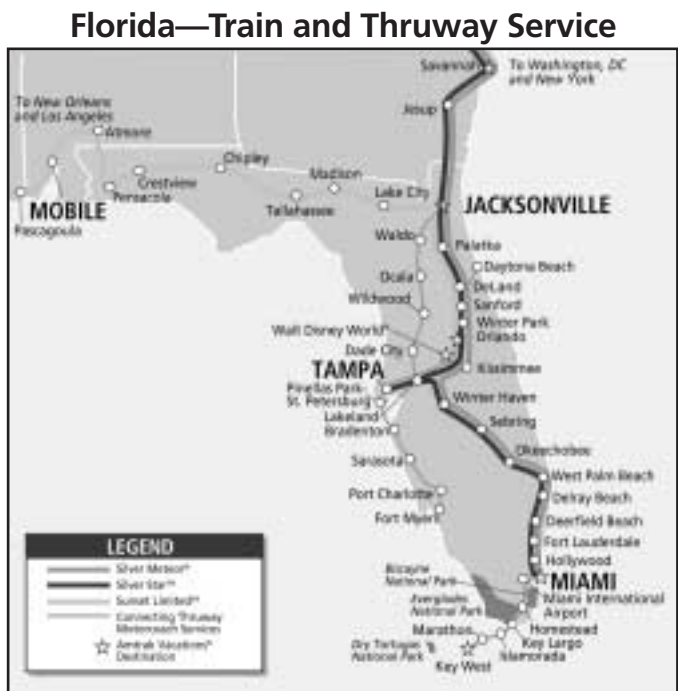 Florida—Train and Thruway Service
Savannah
To Washington, DC
and New York
Jesup
To New Orleans
and Los Angeles
Atmore
Chipley
Crestview
Pensacola
Madison
Tallahassee
Lake City
MOBILE
Pascagoula
JACKSONVILLE
Waldo
Palatka
Daytona Beach
Ocala
DeLand
Sanford
Wildwood
Winter Park
Orlando
Walt Disney World®
Dade City
Kissimmee
TAMPA
Pinellas Park-
St. Petersburg
Lakeland
Bradenton
Winter Haven
Sebring
Okeechobee
Sarasota
West Palm Beach
Delray Beach
Port Charlotte
Fort Myers
Deerfield Beach
Fort Lauderdale
Hollywood
Biscayne
National Park
MIAMI
Miami International
Airport
Everglades
National Park
Homestead
Key Largo
Islamorada
Marathon
Key West
Dry Tortugas
National Park
LEGEND
Silver Meteor®
Silver Star™
Sunset Limited®
Connecting Thruway
Motorcoach Services
Amtrak Vacations®
Destination